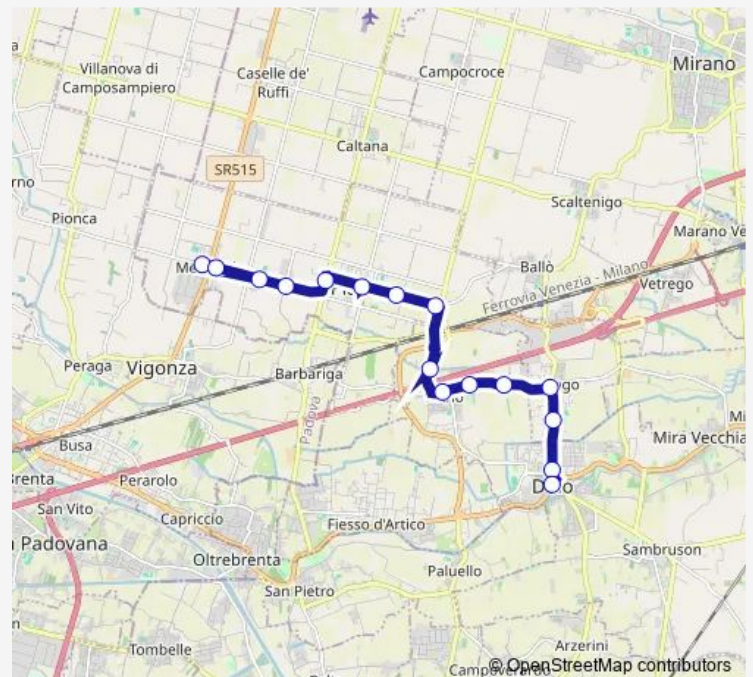 Villanova di
Camposampiero
Caselle de'
Ruffi
Campocroce
Mirano
Caltana
SR515
Scaltenigo
Pionca
Marano Ve
Me
Ballò
Ferrovia Venezia - Milano
Vetrego
Peraga
Vigonza
Barbariga
Padova
Busa
Mira Vecchia
Perarolo
San Vito
Capriccio
Fiesso d'Artico
Padovana
Oltrebrenta
Sambruson
Paluello
San Pietro
Tombelle
Arzerini
© OpenStreetMap contributors